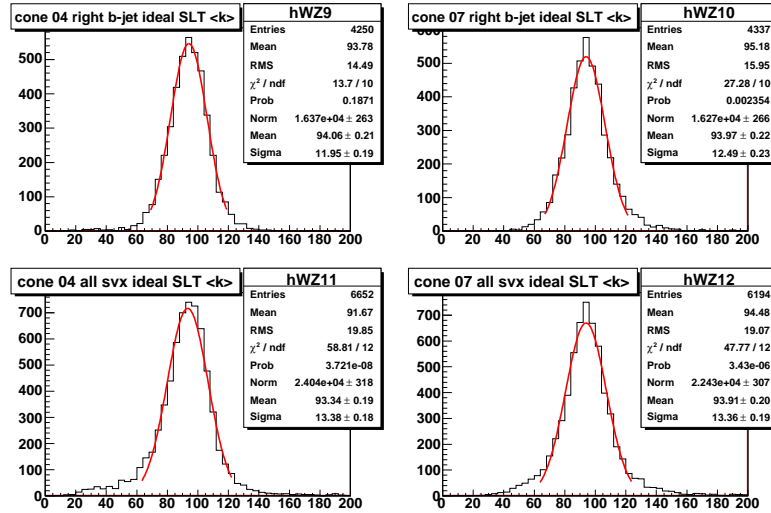 cone 04 right b-jet ideal SLT <k>
hWZ9
Entries 4250
Mean 93.78
RMS 14.49
χ² / ndf 13.7 / 10
Prob 0.1871
Norm 1.637e+04 ± 263
Mean 94.06 ± 0.21
Sigma 11.95 ± 0.19
500
400
300
200
100
0
0 20 40 60 80 100 120 140 160 180 200
cone 07 right b-jet ideal SLT <k>
hWZ10
Entries 4337
Mean 95.18
RMS 15.95
χ² / ndf 27.28 / 10
Prob 0.002354
Norm 1.627e+04 ± 266
Mean 93.97 ± 0.22
Sigma 12.49 ± 0.23
500
400
300
200
100
0
0 20 40 60 80 100 120 140 160 180 200
cone 04 all svx ideal SLT <k>
hWZ11
Entries 6652
Mean 91.67
RMS 19.85
χ² / ndf 58.81 / 12
Prob 3.721e-08
Norm 2.404e+04 ± 318
Mean 93.34 ± 0.19
Sigma 13.38 ± 0.18
700
600
500
400
300
200
100
0
0 20 40 60 80 100 120 140 160 180 200
cone 07 all svx ideal SLT <k>
hWZ12
Entries 6194
Mean 94.48
RMS 19.07
χ² / ndf 47.77 / 12
Prob 3.43e-06
Norm 2.243e+04 ± 307
Mean 93.91 ± 0.20
Sigma 13.36 ± 0.19
700
600
500
400
300
200
100
0
0 20 40 60 80 100 120 140 160 180 200